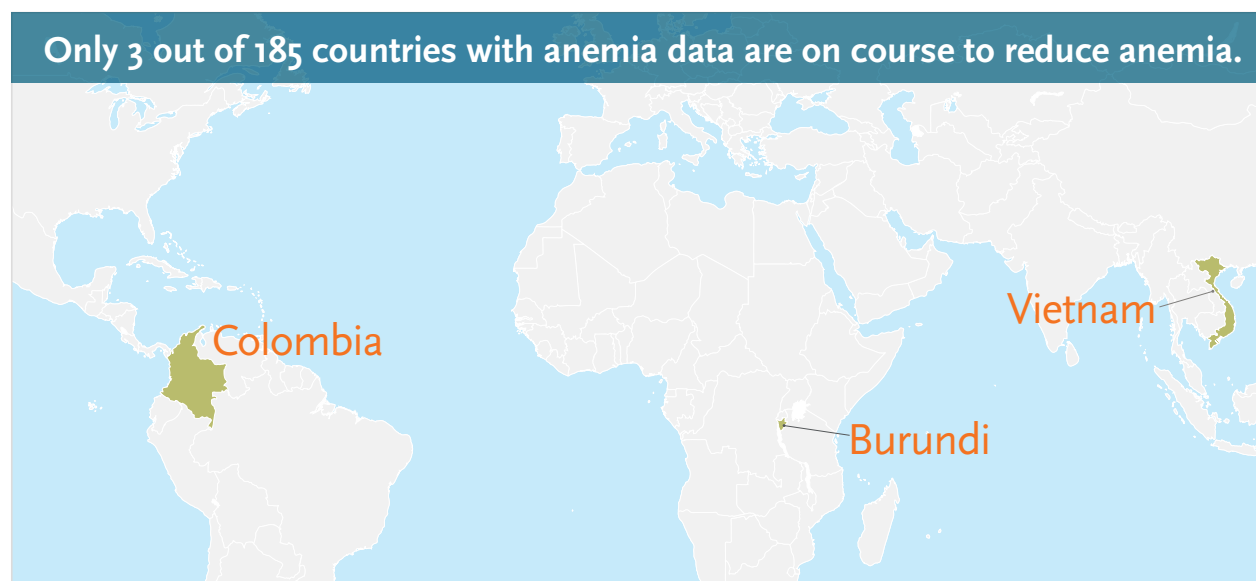 Only 3 out of 185 countries with anemia data are on course to reduce anemia.
Vietnam
Colombia
Burundi